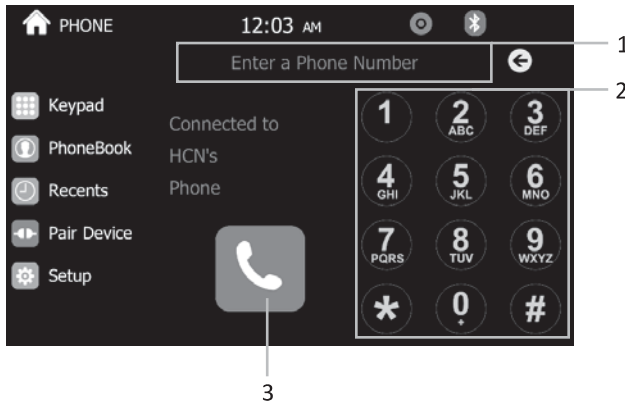 PHONE 12:03 AM
Enter a Phone Number
1
2
Keypad
PhoneBook
Recents
Pair Device
Setup
Connected to
HCN's
Phone
1 2 3
ABC DEF
4 5 6
GHI JKL MNO
7 8 9
PQRS TUV WXYZ
* 0 #
+
3